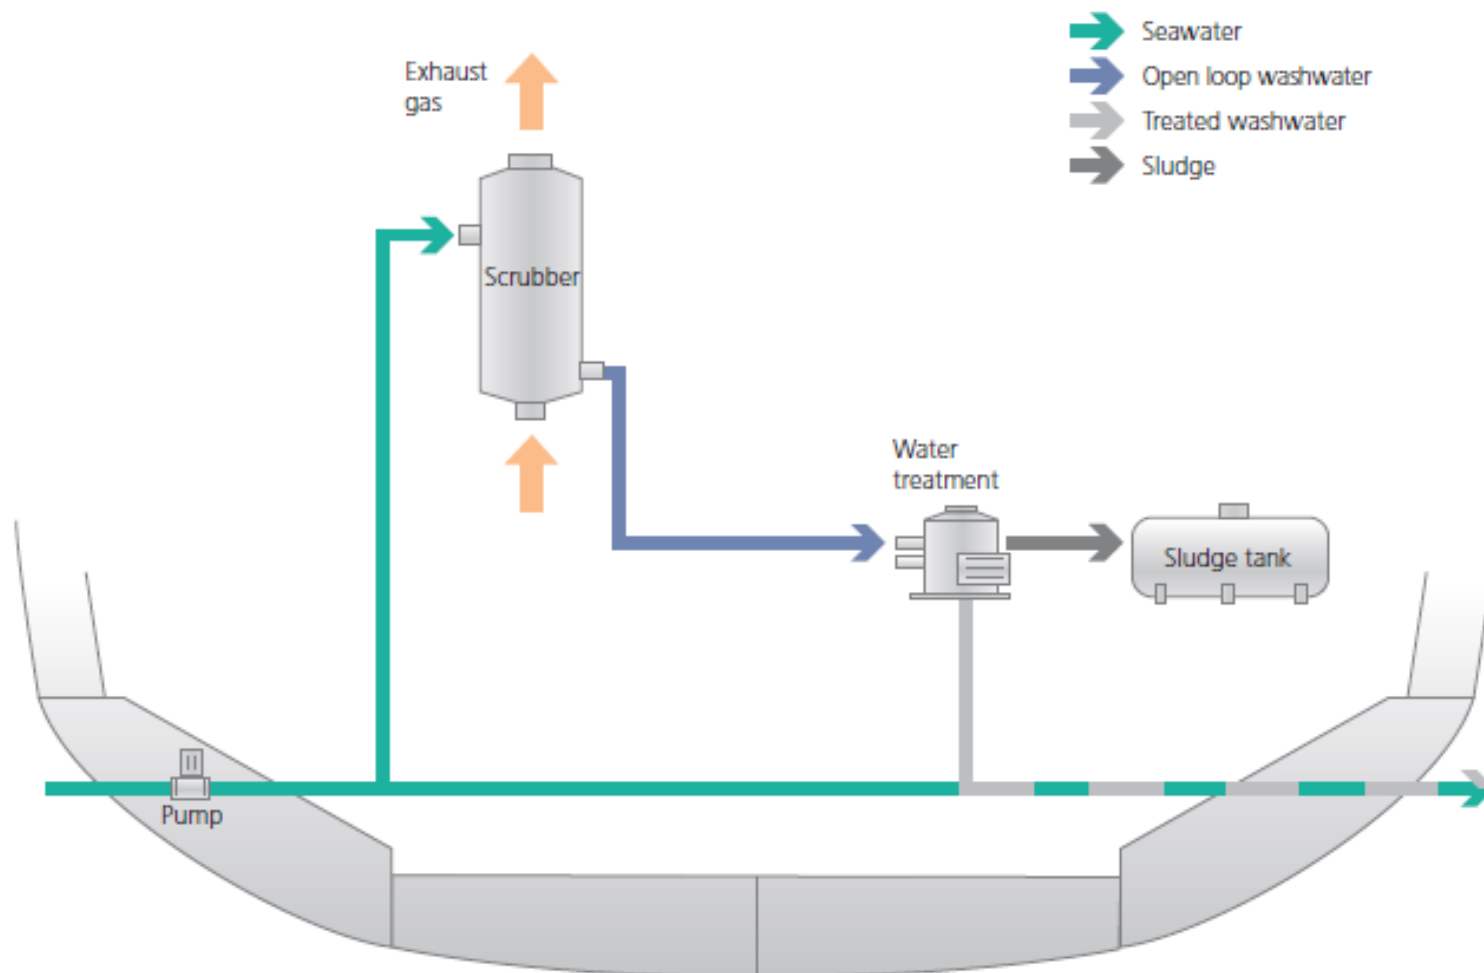 Seawater
Open loop washwater
Treated washwater
Sludge
Exhaust
gas
Scrubber
Water
treatment
Sludge tank
Pump